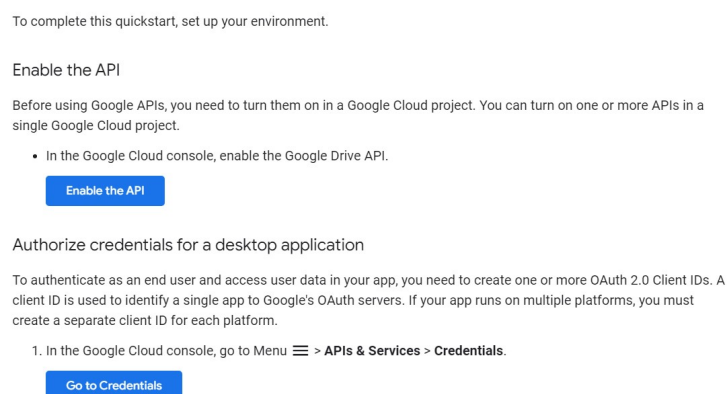 To complete this quickstart, set up your environment.
Enable the API
Before using Google APIs, you need to turn them on in a Google Cloud project. You can turn on one or more APIs in a
single Google Cloud project.
• In the Google Cloud console, enable the Google Drive API.
Enable the API
Authorize credentials for a desktop application
To authenticate as an end user and access user data in your app, you need to create one or more OAuth 2.0 Client IDs. A
client ID is used to identify a single app to Google's OAuth servers. If your app runs on multiple platforms, you must
create a separate client ID for each platform.
1. In the Google Cloud console, go to Menu > APIs & Services > Credentials.
Go to Credentials